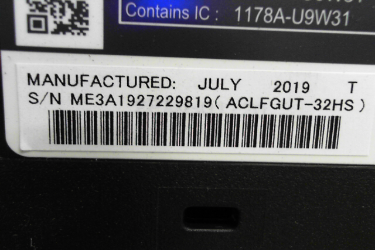 Contains IC : 1178A-U9W31
MANUFACTURED: JULY 2019 T
S/N ME3A1927229819(ACLFGUT-32HS)